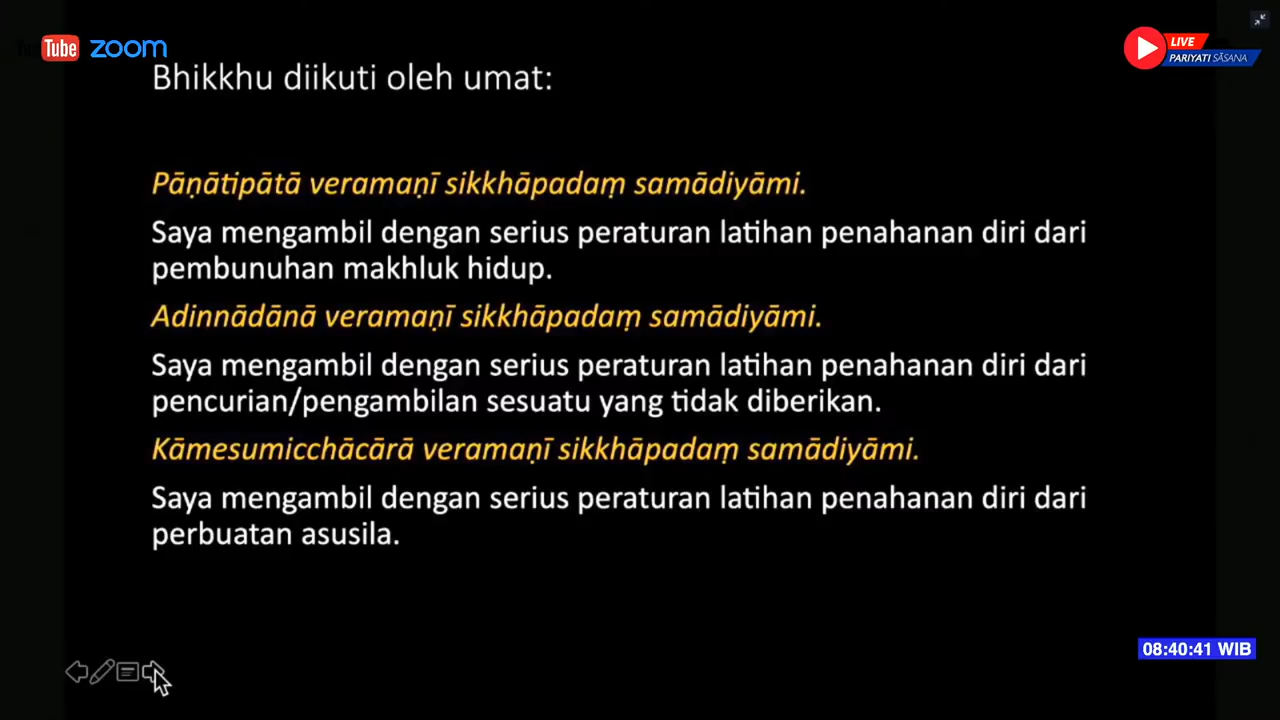 Tube zoom
LIVE
PARIYATI SĀSANA
Bhikkhu diikuti oleh umat:
Pāṇātipātā veramaṇī sikkhāpadaṃ samādiyāmi.
Saya mengambil dengan serius peraturan latihan penahanan diri dari
pembunuhan makhluk hidup.
Adinnādānā veramaṇī sikkhāpadaṃ samādiyāmi.
Saya mengambil dengan serius peraturan latihan penahanan diri dari
pencurian/pengambilan sesuatu yang tidak diberikan.
Kāmesumicchācārā veramaṇī sikkhāpadaṃ samādiyāmi.
Saya mengambil dengan serius peraturan latihan penahanan diri dari
perbuatan asusila.
08:40:41 WIB